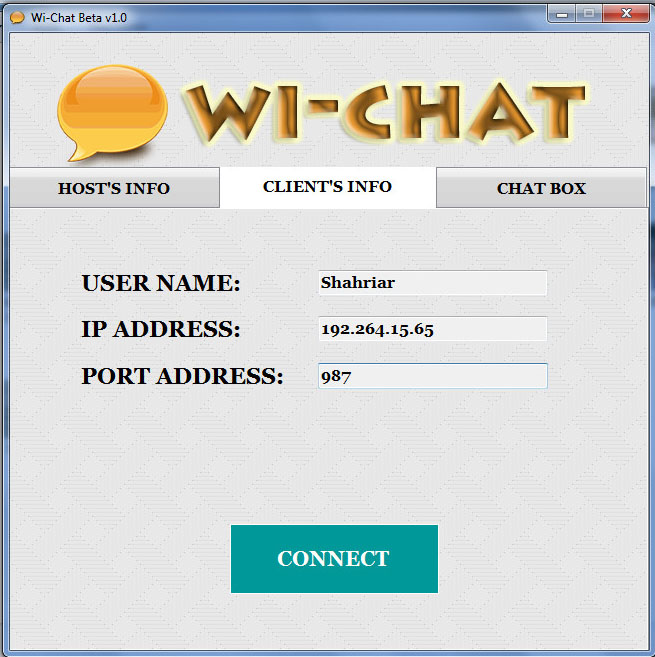 Wi-Chat Beta v1.0
WI-CHAT
HOST'S INFO
CLIENT'S INFO
CHAT BOX
USER NAME: Shahriar
IP ADDRESS: 192.264.15.65
PORT ADDRESS: 987
CONNECT